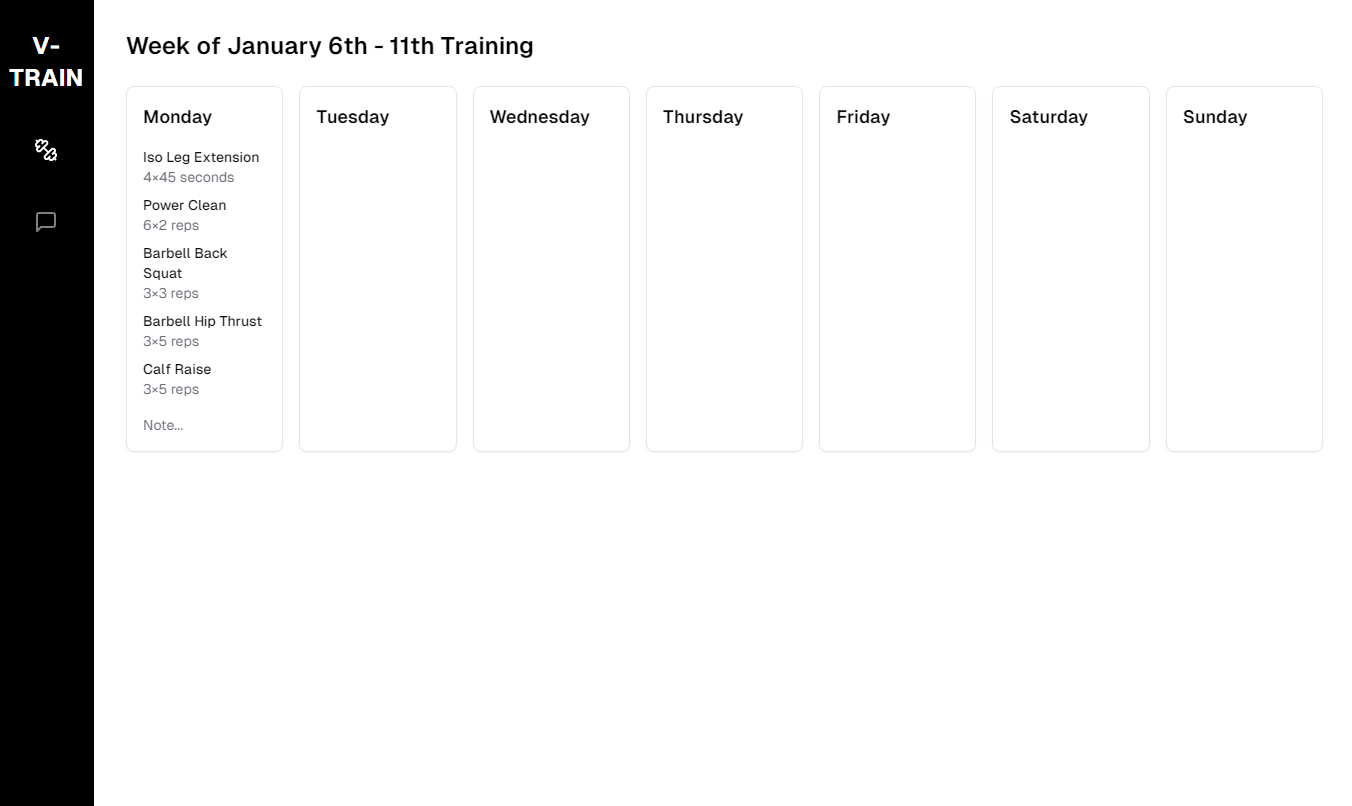 V-
TRAIN
Week of January 6th - 11th Training
Monday
Iso Leg Extension
4×45 seconds
Power Clean
6×2 reps
Barbell Back
Squat
3×3 reps
Barbell Hip Thrust
3×5 reps
Calf Raise
3×5 reps
Note...
Tuesday
Wednesday
Thursday
Friday
Saturday
Sunday